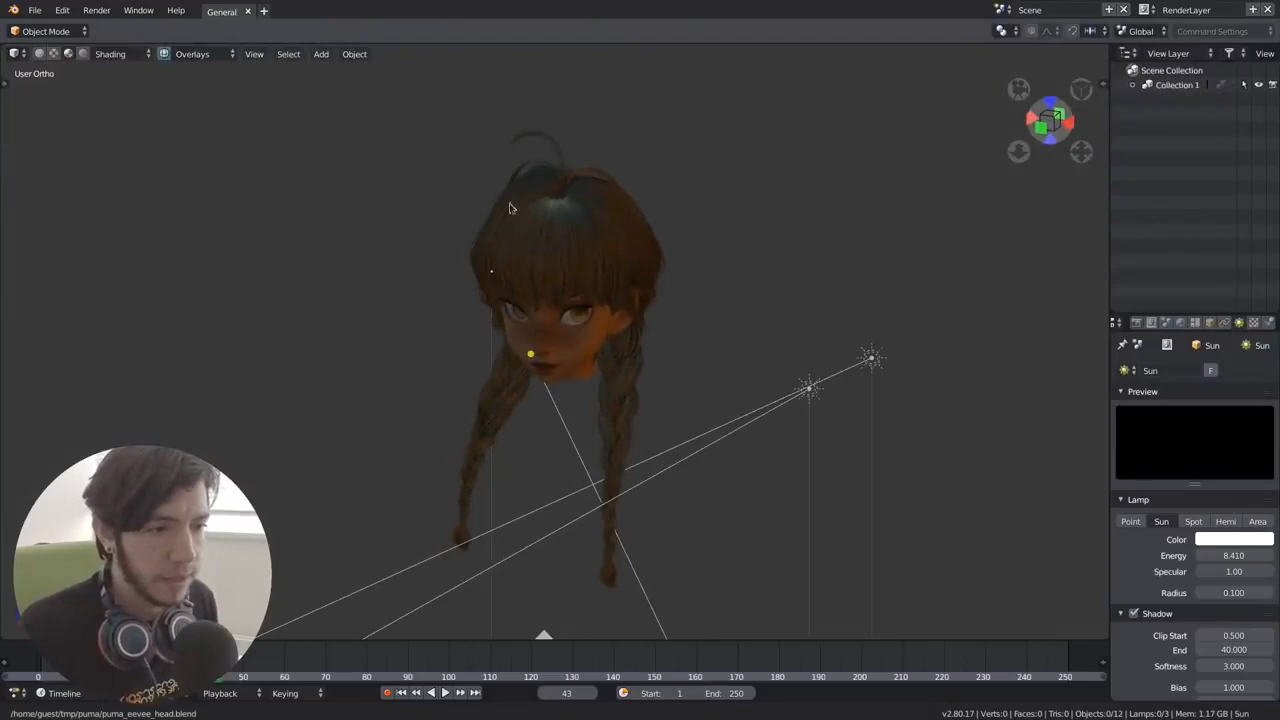 File Edit Render Window Help General Scene RenderLayer
Object Mode Global Command Settings
Shading Overlays View Select Add Object View Layer View
User Ortho
Scene Collection
Collection 1
Sun Sun
Sun F
Preview
Lamp
Point Sun Spot Hemi Area
Color
Energy 8.410
Specular 1.00
Radius 0.100
Shadow
Clip Start 0.500
End 40.000
Softness 3.000
Bias 1.000
0 50 60 70 80 90 100 110 120 130 140 150 160 170 180 190 200 210 220 230 240 250
Timeline Playback Keying 43 Start: 1 End: 250
/home/guest/tmp/puma/puma_eevee_head.blend
v2.80.17 | Verts:0 | Faces:0 | Tris:0 | Objects:0/12 | Lamps:0/3 | Mem: 1.17 GB | Sun